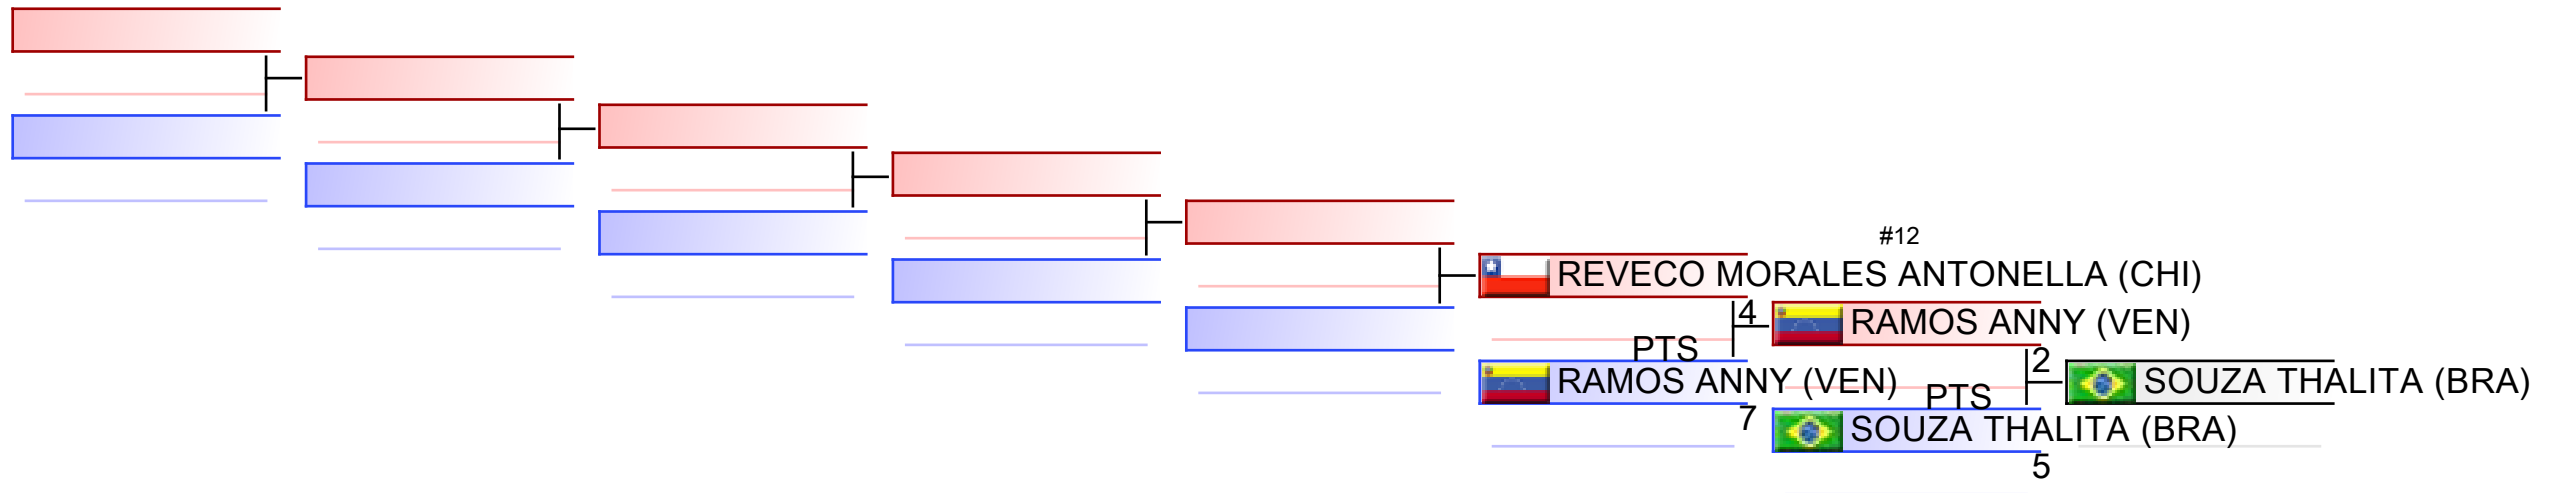 #12
REVECO MORALES ANTONELLA (CHI)
4
RAMOS ANNY (VEN)
PTS
2
RAMOS ANNY (VEN)
SOUZA THALITA (BRA)
PTS
7
SOUZA THALITA (BRA)
5